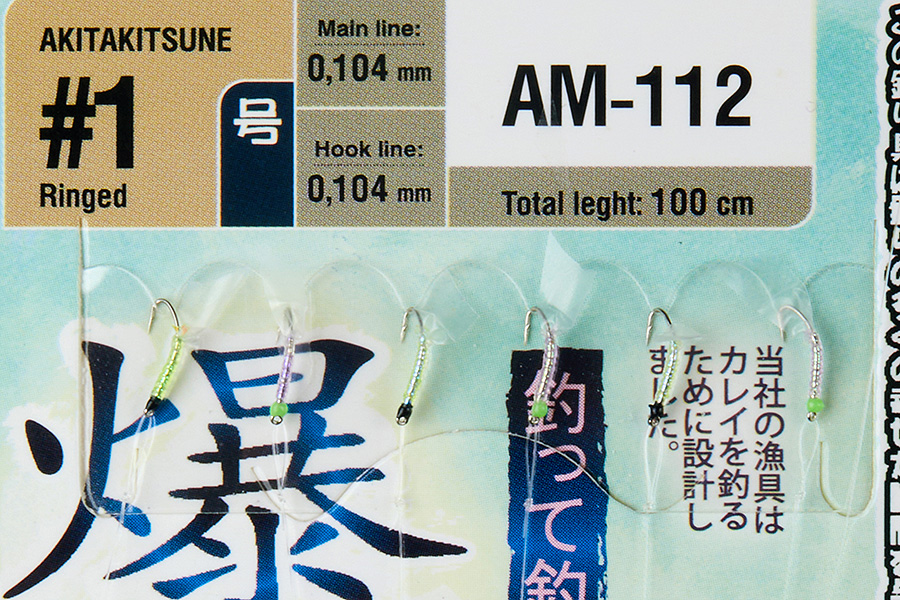 AKITAKITSUNE
#1
Ringed
号
Main line:
0,104 mm
Hook line:
0,104 mm
AM-112
Total leght: 100 cm
爆
釣って釣
当社の漁具は
カレイを釣る
ために設計し
ました。